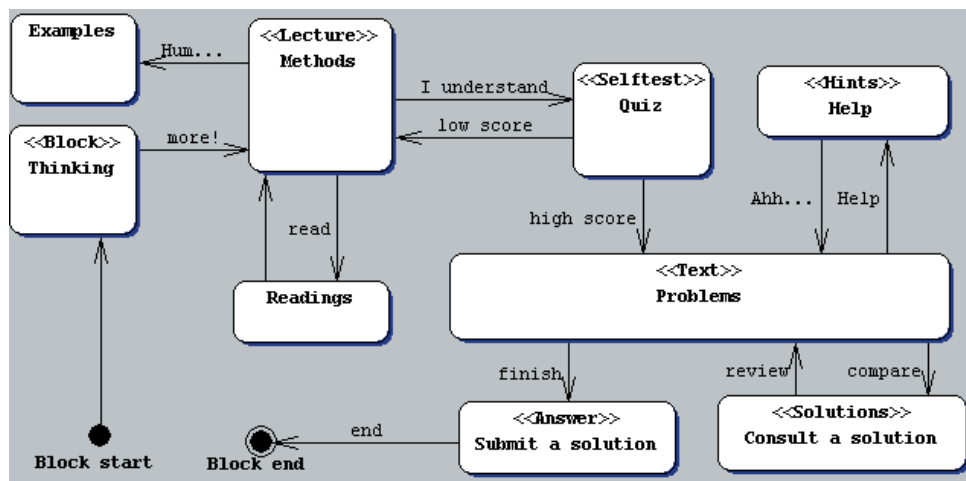 Examples
Hum...
<<Lecture>>
Methods
I understand
<<Selftest>>
Quiz
<<Hints>>
Help
low score
<<Block>>
Thinking
more!
read
high score
Ahh...
Help
<<Text>>
Problems
Readings
finish
review
compare
<<Answer>>
Submit a solution
<<Solutions>>
Consult a solution
end
Block start
Block end